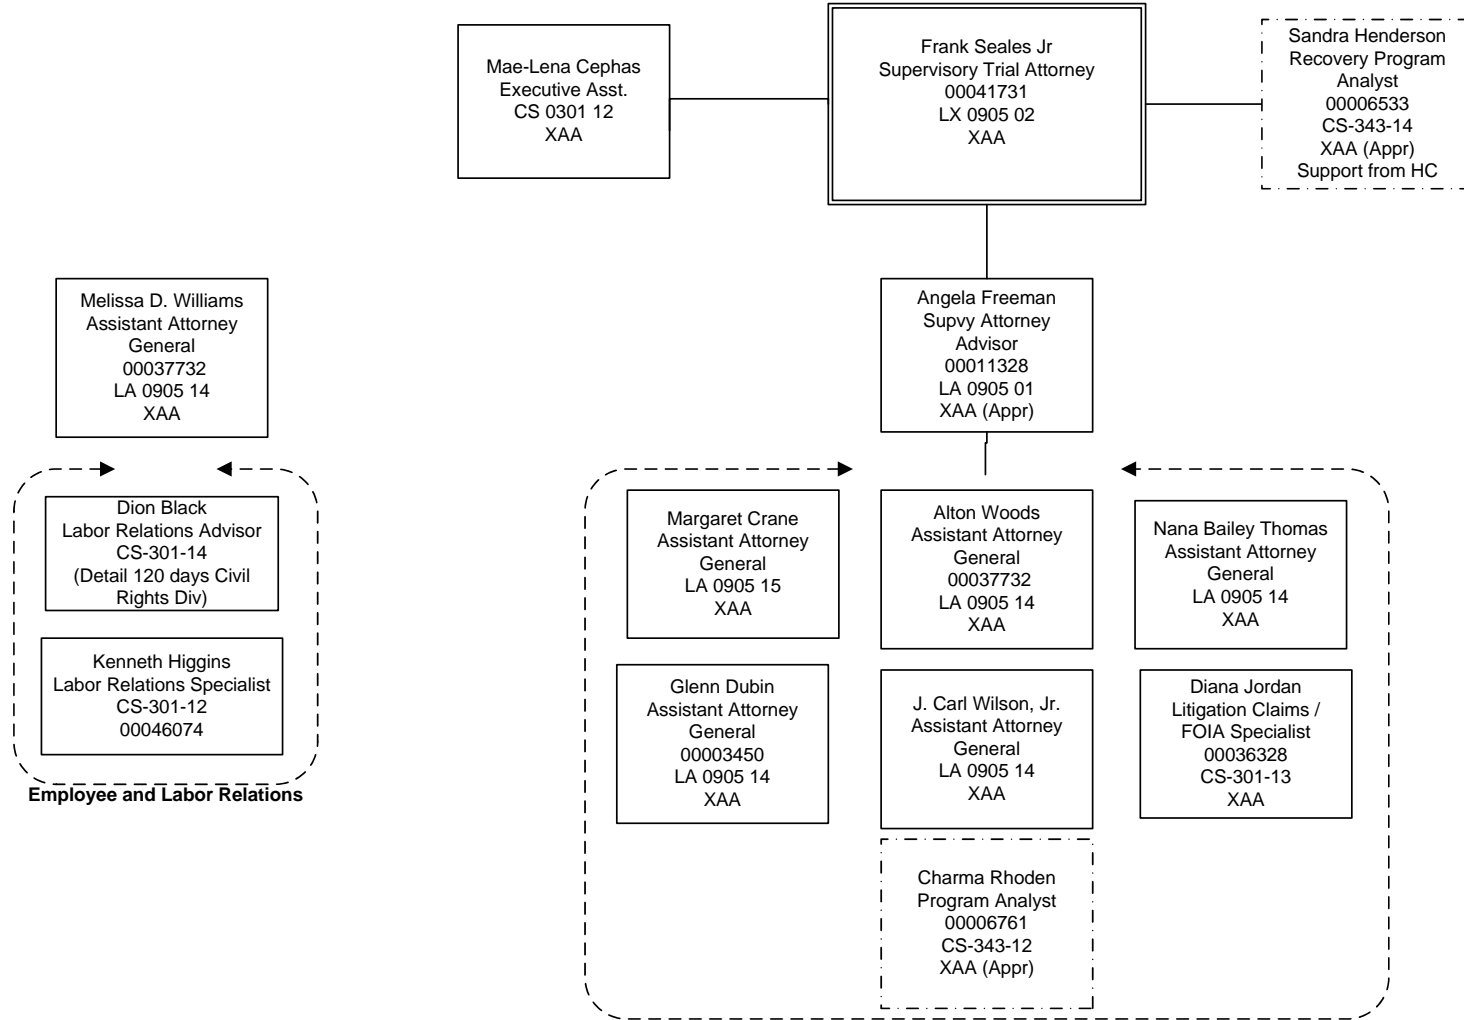 Mae-Lena Cephas
Executive Asst.
CS 0301 12
XAA
Frank Seales Jr
Supervisory Trial Attorney
00041731
LX 0905 02
XAA
Sandra Henderson
Recovery Program
Analyst
00006533
CS-343-14
XAA (Appr)
Support from HC
Melissa D. Williams
Assistant Attorney
General
00037732
LA 0905 14
XAA
Angela Freeman
Supvy Attorney
Advisor
00011328
LA 0905 01
XAA (Appr)
Dion Black
Labor Relations Advisor
CS-301-14
(Detail 120 days Civil
Rights Div)
Kenneth Higgins
Labor Relations Specialist
CS-301-12
00046074
Employee and Labor Relations
Margaret Crane
Assistant Attorney
General
LA 0905 15
XAA
Alton Woods
Assistant Attorney
General
00037732
LA 0905 14
XAA
Nana Bailey Thomas
Assistant Attorney
General
LA 0905 14
XAA
Glenn Dubin
Assistant Attorney
General
00003450
LA 0905 14
XAA
J. Carl Wilson, Jr.
Assistant Attorney
General
LA 0905 14
XAA
Diana Jordan
Litigation Claims /
FOIA Specialist
00036328
CS-301-13
XAA
Charma Rhoden
Program Analyst
00006761
CS-343-12
XAA (Appr)